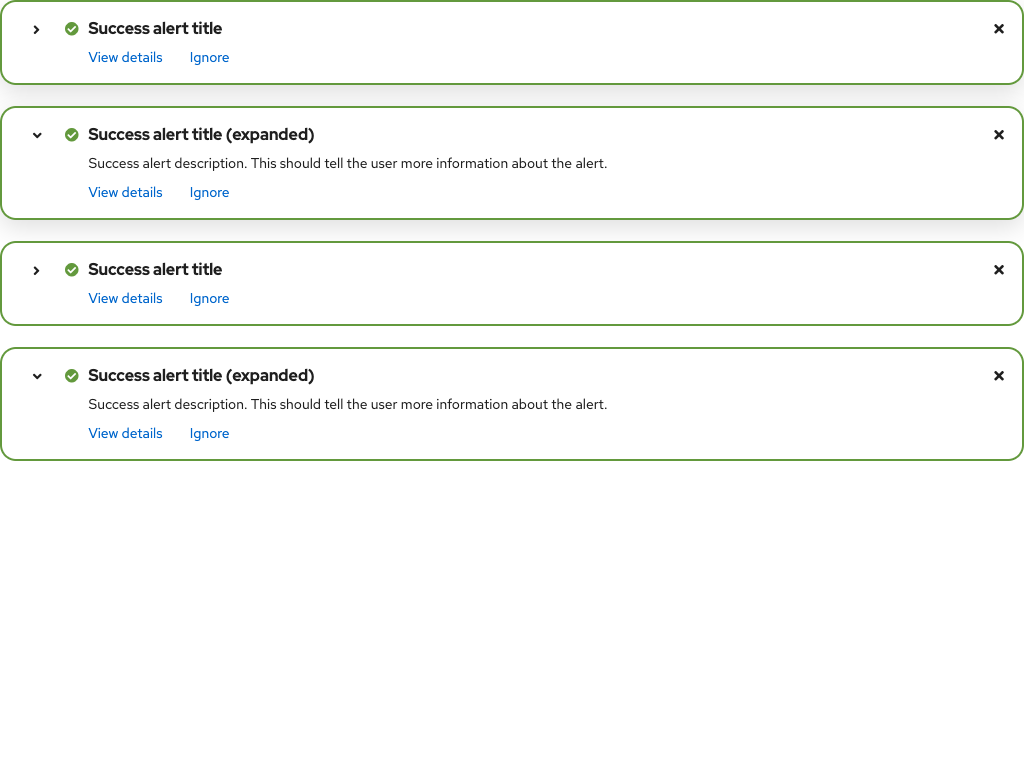 Success alert title
View details Ignore
Success alert title (expanded)
Success alert description. This should tell the user more information about the alert.
View details Ignore
Success alert title
View details Ignore
Success alert title (expanded)
Success alert description. This should tell the user more information about the alert.
View details Ignore